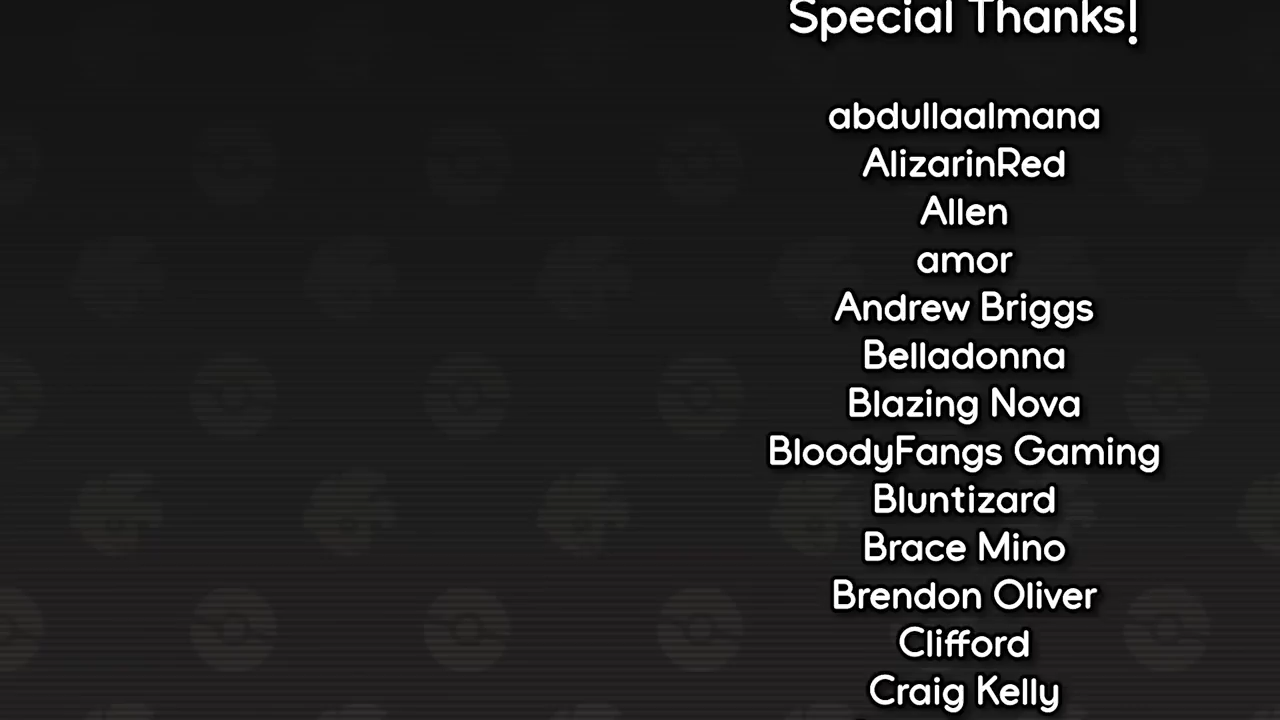 Special Thanks!
abdullaalmana
AlizarinRed
Allen
amor
Andrew Briggs
Belladonna
Blazing Nova
BloodyFangs Gaming
Bluntizard
Brace Mino
Brendon Oliver
Clifford
Craig Kelly